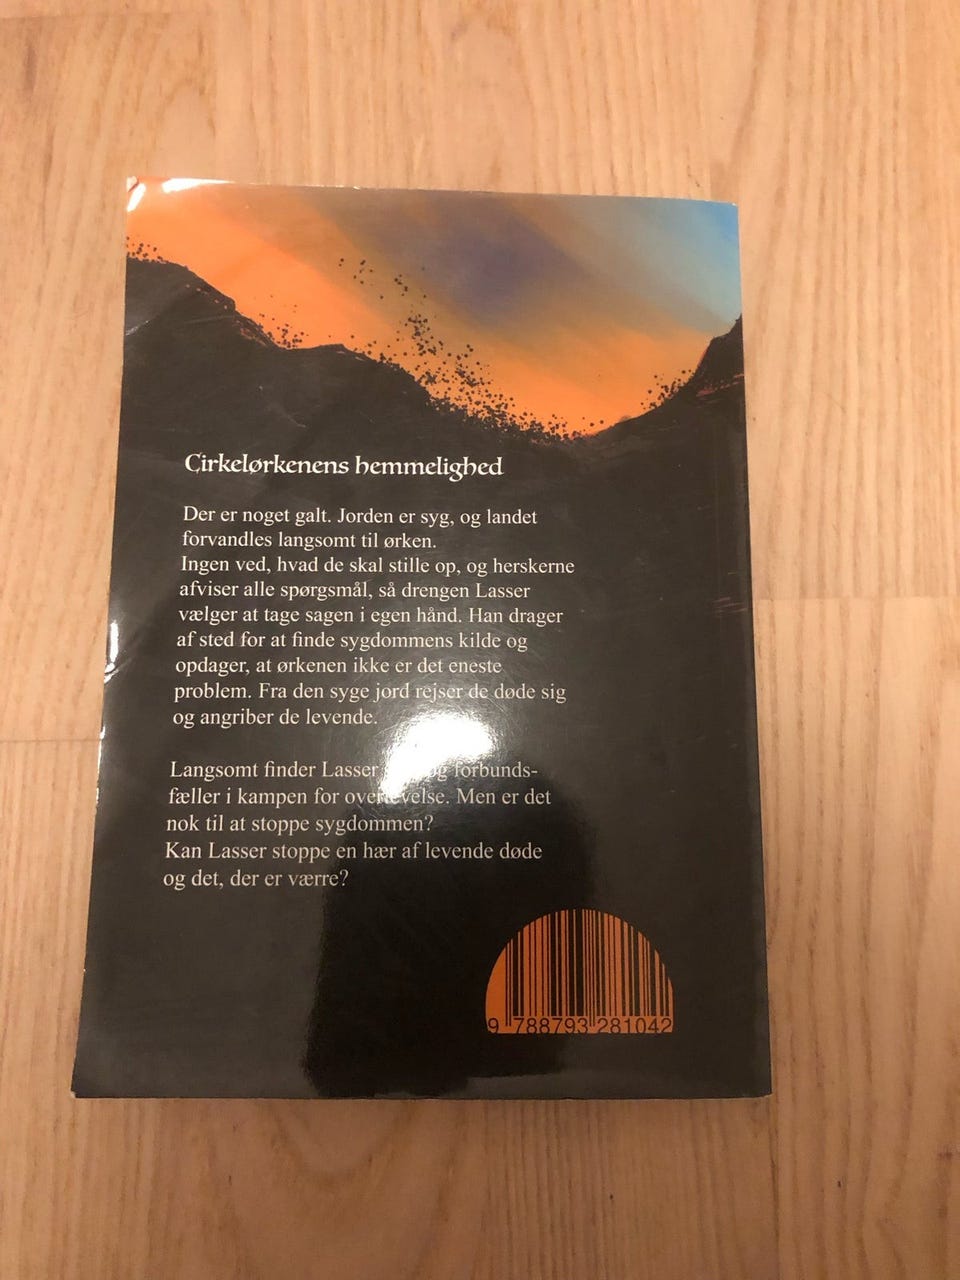 Cirkelørkenens hemmelighed
Der er noget galt. Jorden er syg, og landet
forvandles langsomt til ørken.
Ingen ved, hvad de skal stille op, og herskerne
afviser alle spørgsmål, så drengen Lasser
vælger at tage sagen i egen hånd. Han drager
af sted for at finde sygdommens kilde og
opdager, at ørkenen ikke er det eneste
problem. Fra den syge jord rejser de døde sig
og angriber de levende.
Langsomt finder Lasser og forbunds-
fæller i kampen for overlevelse. Men er det
nok til at stoppe sygdommen?
Kan Lasser stoppe en hær af levende døde
og det, der er værre?
9 788793 281042